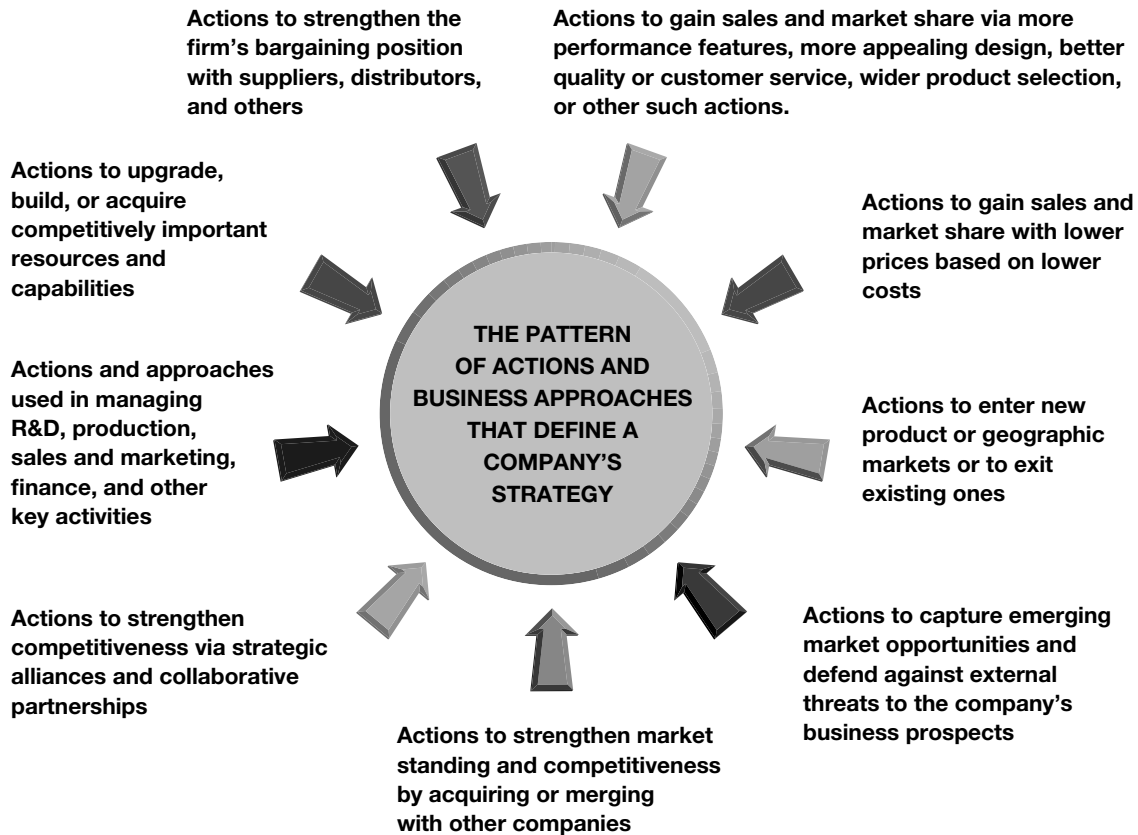 Actions to strengthen the
firm’s bargaining position
with suppliers, distributors,
and others
Actions to gain sales and market share via more
performance features, more appealing design, better
quality or customer service, wider product selection,
or other such actions.
Actions to upgrade,
build, or acquire
competitively important
resources and
capabilities
Actions to gain sales and
market share with lower
prices based on lower
costs
THE PATTERN
OF ACTIONS AND
BUSINESS APPROACHES
THAT DEFINE A
COMPANY’S
STRATEGY
Actions and approaches
used in managing
R&D, production,
sales and marketing,
finance, and other
key activities
Actions to enter new
product or geographic
markets or to exit
existing ones
Actions to strengthen
competitiveness via strategic
alliances and collaborative
partnerships
Actions to capture emerging
market opportunities and
defend against external
threats to the company’s
business prospects
Actions to strengthen market
standing and competitiveness
by acquiring or merging
with other companies